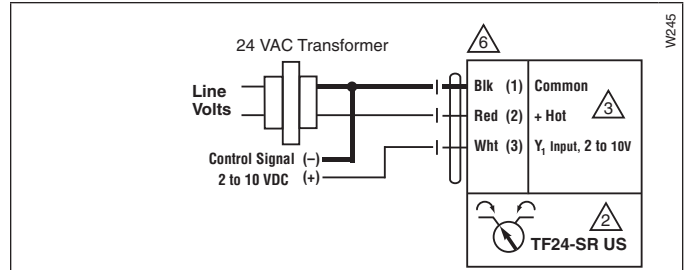 W245
24 VAC Transformer
6
Line
Volts
Blk (1) Common
Red (2) + Hot
3
Wht (3) Y1 Input, 2 to 10V
Control Signal (–)
2 to 10 VDC (+)
2
TF24-SR US